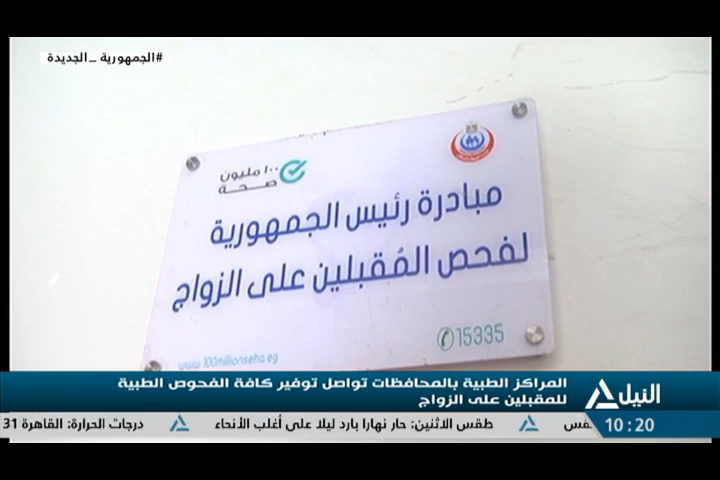 #الجمهورية_الجديدة
١٠٠ مليون
صحة
مبادرة رئيس الجمهورية
لفحص المُقبلين على الزواج
15335
www.100millionseha.eg
المراكز الطبية بالمحافظات تواصل توفير كافة الفحوص الطبية
للمقبلين على الزواج
النيل
طقس الاثنين: حار نهارا بارد ليلا على أغلب الأنحاء
درجات الحرارة: القاهرة 31
10:20